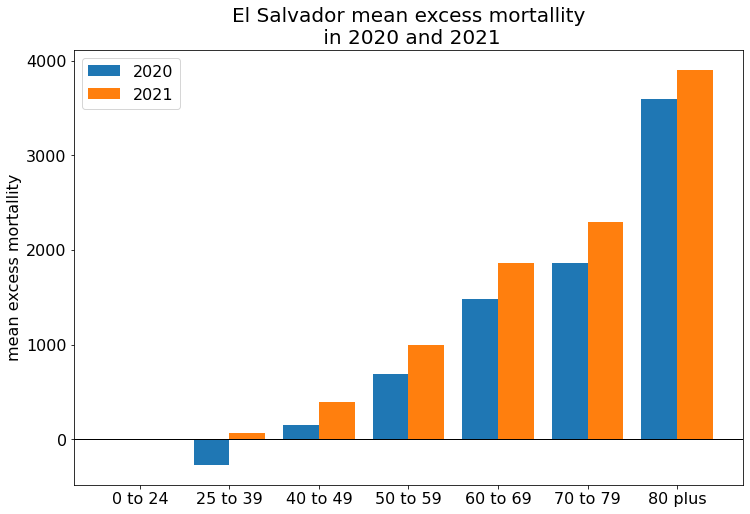 El Salvador mean excess mortallity
in 2020 and 2021
2020
2021
mean excess mortallity
4000
3000
2000
1000
0
0 to 24
25 to 39
40 to 49
50 to 59
60 to 69
70 to 79
80 plus